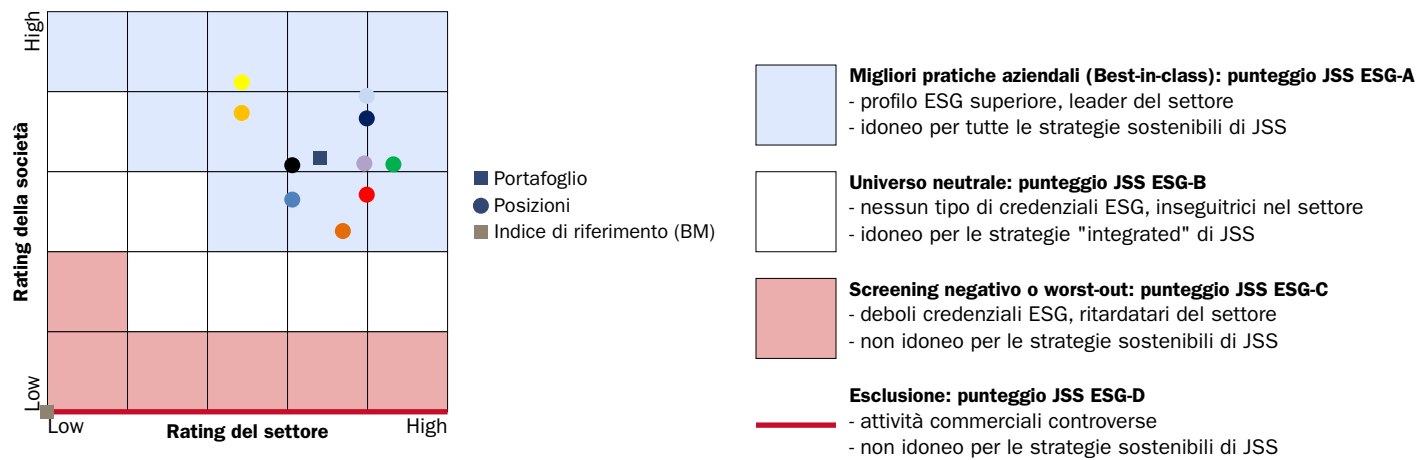 High
Rating della società
Low
Low
Rating del settore
High
Portafoglio
Posizioni
Indice di riferimento (BM)
Migliori pratiche aziendali (Best-in-class): punteggio JSS ESG-A
- profilo ESG superiore, leader del settore
- idoneo per tutte le strategie sostenibili di JSS
Universo neutrale: punteggio JSS ESG-B
- nessun tipo di credenziali ESG, inseguitrici nel settore
- idoneo per le strategie "integrated" di JSS
Screening negativo o worst-out: punteggio JSS ESG-C
- deboli credenziali ESG, ritardatari del settore
- non idoneo per le strategie sostenibili di JSS
Esclusione: punteggio JSS ESG-D
- attività commerciali controverse
- non idoneo per le strategie sostenibili di JSS